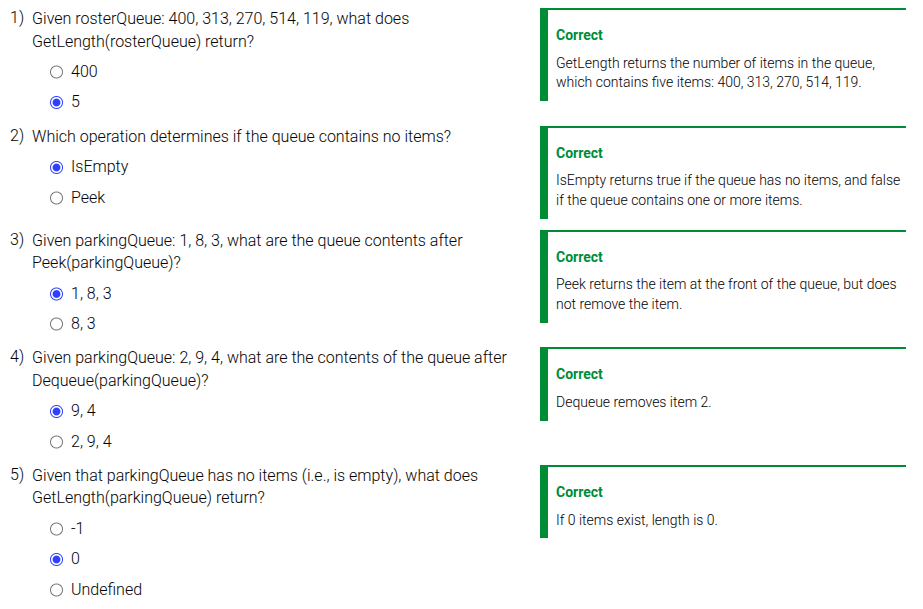 1) Given rosterQueue: 400, 313, 270, 514, 119, what does
GetLength(rosterQueue) return?
400
5
Correct
GetLength returns the number of items in the queue,
which contains five items: 400, 313, 270, 514, 119.
2) Which operation determines if the queue contains no items?
IsEmpty
Peek
Correct
IsEmpty returns true if the queue has no items, and false
if the queue contains one or more items.
3) Given parkingQueue: 1, 8, 3, what are the queue contents after
Peek(parkingQueue)?
1, 8, 3
8, 3
Correct
Peek returns the item at the front of the queue, but does
not remove the item.
4) Given parkingQueue: 2, 9, 4, what are the contents of the queue after
Dequeue(parkingQueue)?
9, 4
2, 9, 4
Correct
Dequeue removes item 2.
5) Given that parkingQueue has no items (i.e., is empty), what does
GetLength(parkingQueue) return?
-1
0
Undefined
Correct
If 0 items exist, length is 0.